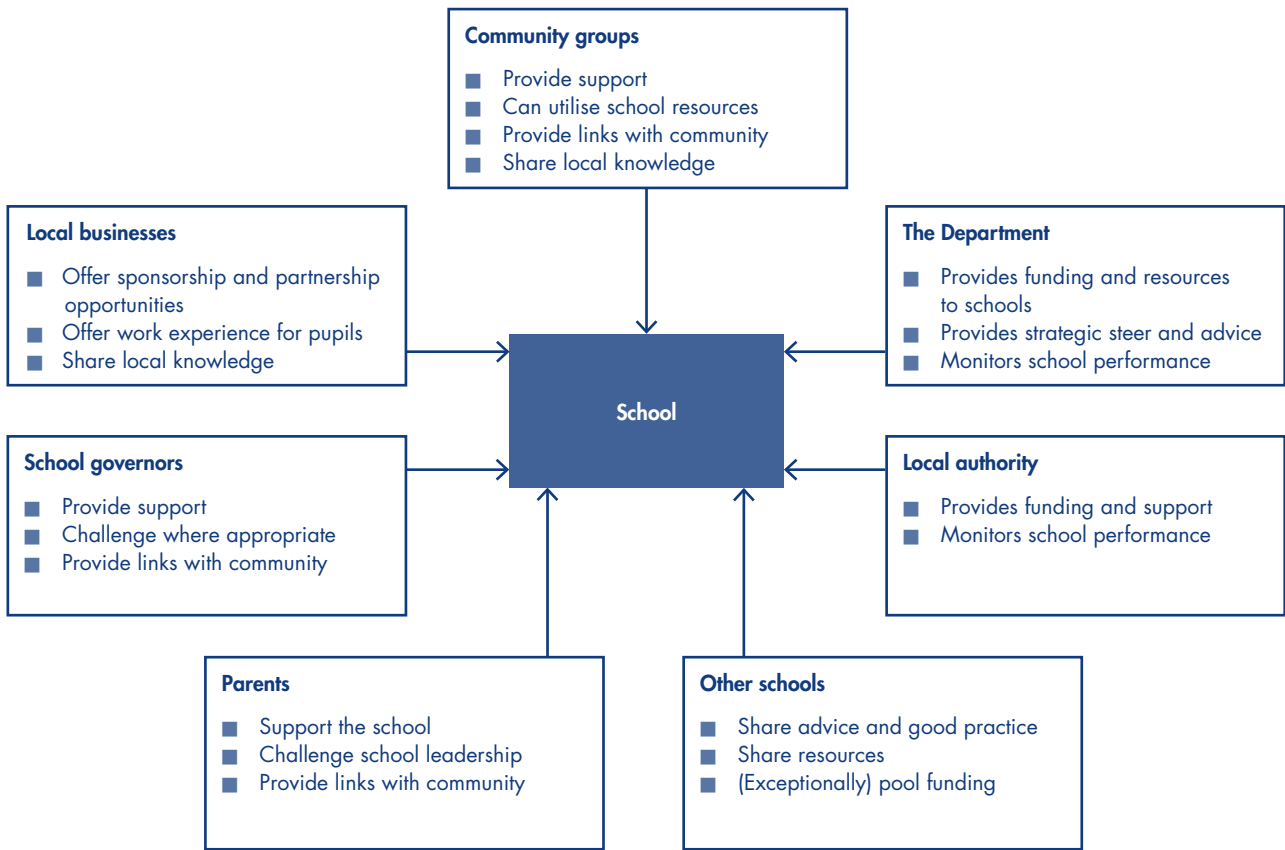 Community groups
Provide support
Can utilise school resources
Provide links with community
Share local knowledge
Local businesses
Offer sponsorship and partnership
opportunities
Offer work experience for pupils
Share local knowledge
The Department
Provides funding and resources
to schools
Provides strategic steer and advice
Monitors school performance
School
School governors
Provide support
Challenge where appropriate
Provide links with community
Local authority
Provides funding and support
Monitors school performance
Parents
Support the school
Challenge school leadership
Provide links with community
Other schools
Share advice and good practice
Share resources
(Exceptionally) pool funding